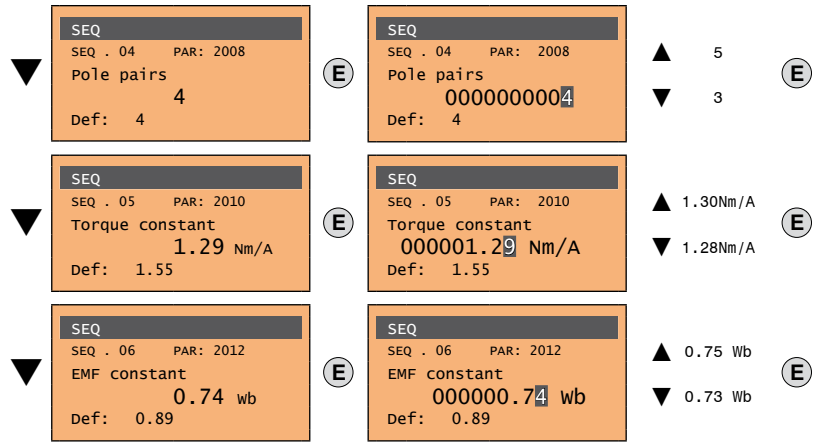 SEQ
SEQ . 04 PAR: 2008
Pole pairs
4
Def: 4
E
SEQ
SEQ . 04 PAR: 2008
Pole pairs
0000000004
Def: 4
▲ 5
▼ 3
E
SEQ
SEQ . 05 PAR: 2010
Torque constant
1.29 Nm/A
Def: 1.55
E
SEQ
SEQ . 05 PAR: 2010
Torque constant
000001.29 Nm/A
Def: 1.55
▲ 1.30Nm/A
▼ 1.28Nm/A
E
SEQ
SEQ . 06 PAR: 2012
EMF constant
0.74 Wb
Def: 0.89
E
SEQ
SEQ . 06 PAR: 2012
EMF constant
000000.74 Wb
Def: 0.89
▲ 0.75 Wb
▼ 0.73 Wb
E